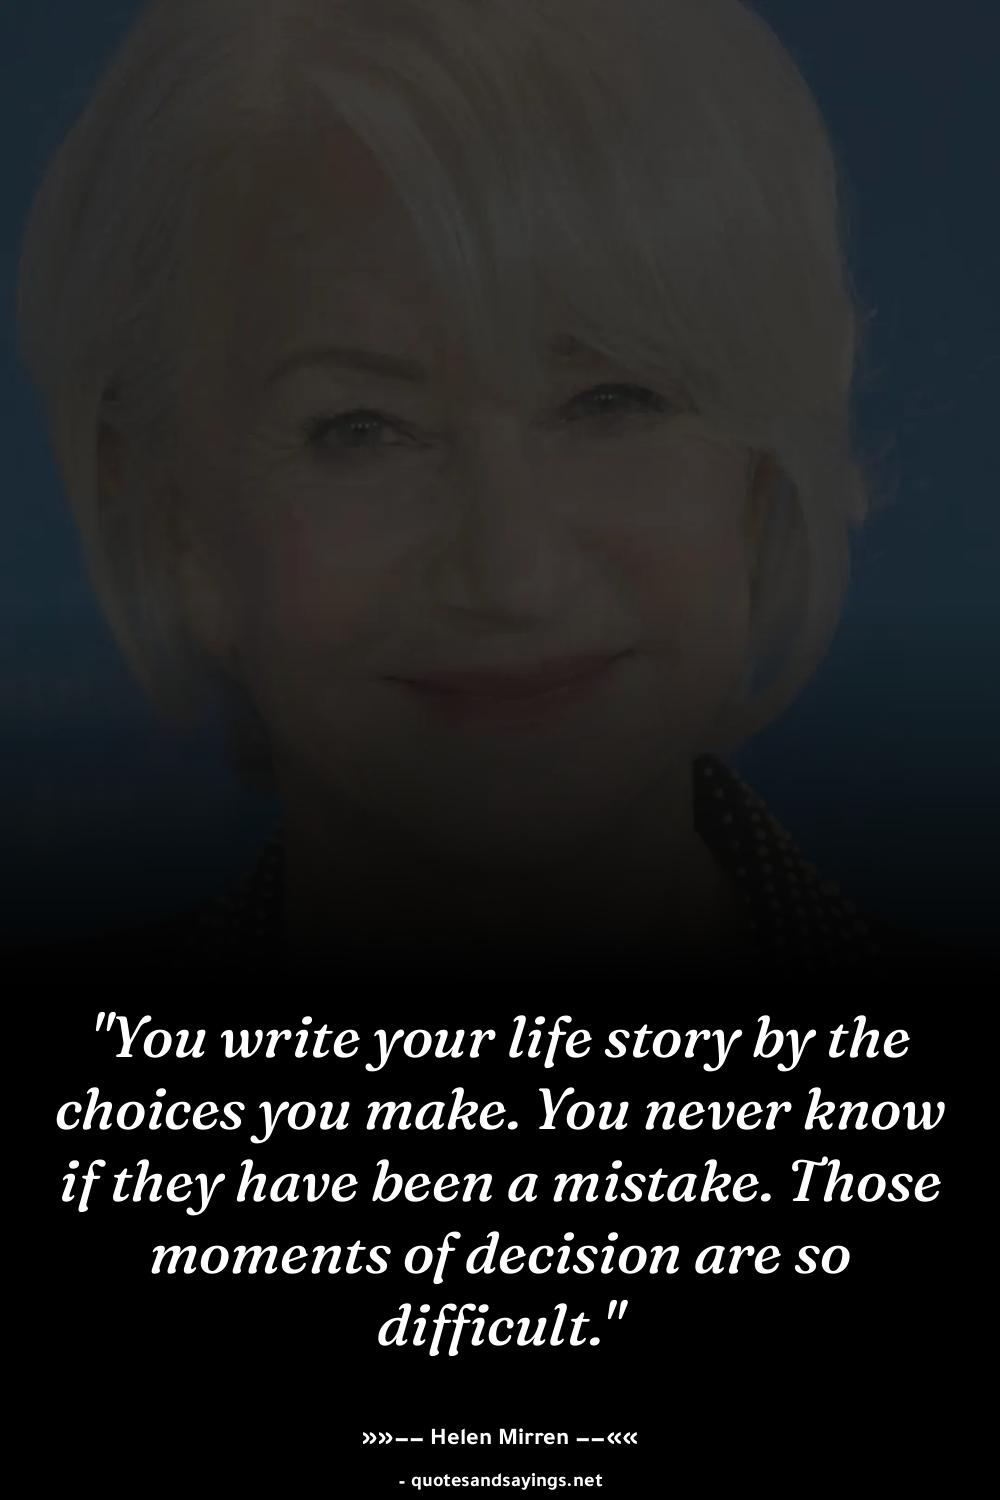 "You write your life story by the
choices you make. You never know
if they have been a mistake. Those
moments of decision are so
difficult."
»»−− Helen Mirren −−««
- quotesandsayings.net